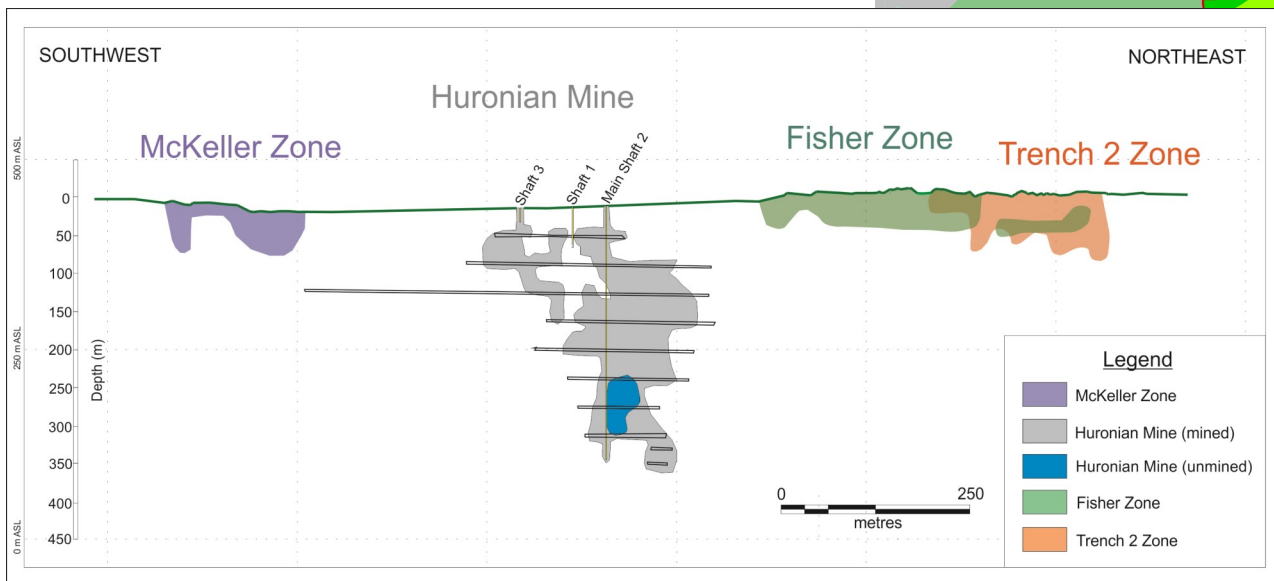 SOUTHWEST
NORTHEAST
Huronian Mine
McKeller Zone
Fisher Zone
Trench 2 Zone
Shaft 3
Shaft 1
Main Shaft 2
500 m ASL
250 m ASL
0 m ASL
Depth (m)
0
50
100
150
200
250
300
350
400
450
0 250
metres
Legend
McKeller Zone
Huronian Mine (mined)
Huronian Mine (unmined)
Fisher Zone
Trench 2 Zone